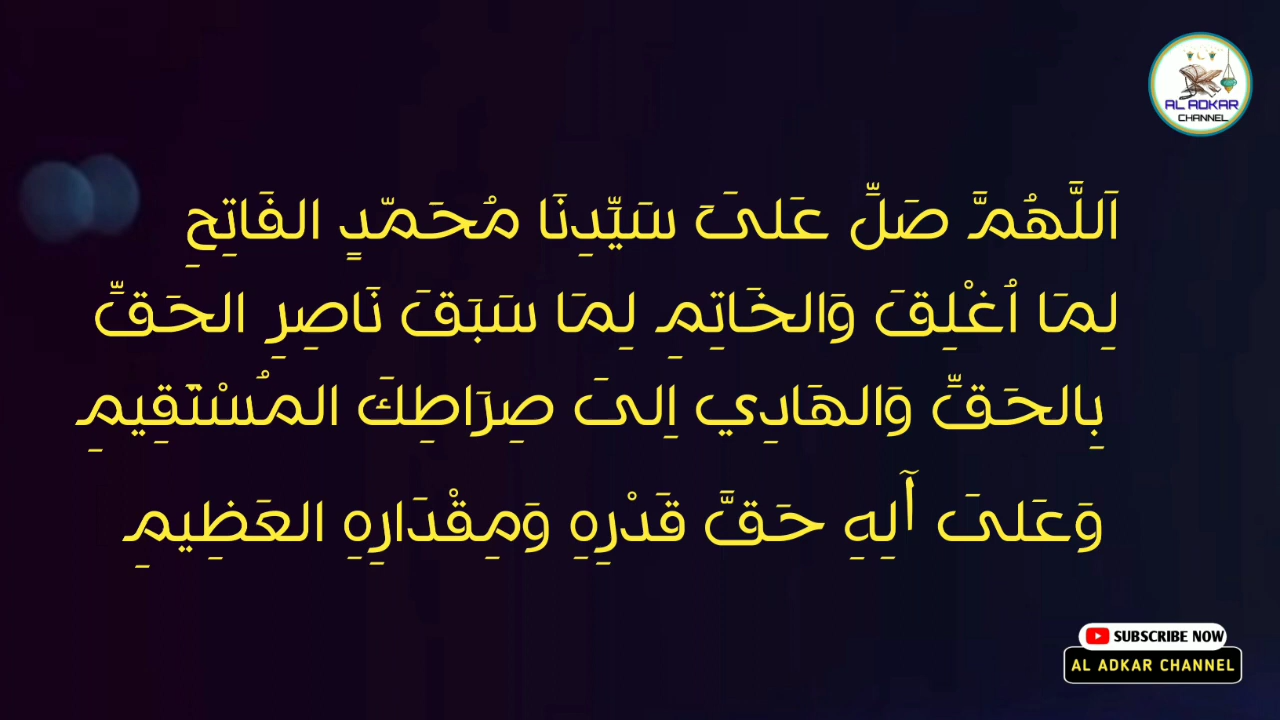 AL ADKAR
CHANNEL
اَللَّهُمَّ صَلِّ عَلىَ سَيِّدِنَا مُحَمّدٍ الفَاتِحِ
لِمَا اُغْلِقَ وَالخَاتِمِ لِمَا سَبَقَ نَاصِرِ الحَقِّ
بِالحَقِّ وَالهَادِي اِلىَ صِرَاطِكَ المُسْتَقِيمِ
وَعَلىَ أَلِهِ حَقَّ قَدْرِهِ وَمِقْدَارِهِ العَظِيمِ
SUBSCRIBE NOW
AL ADKAR CHANNEL